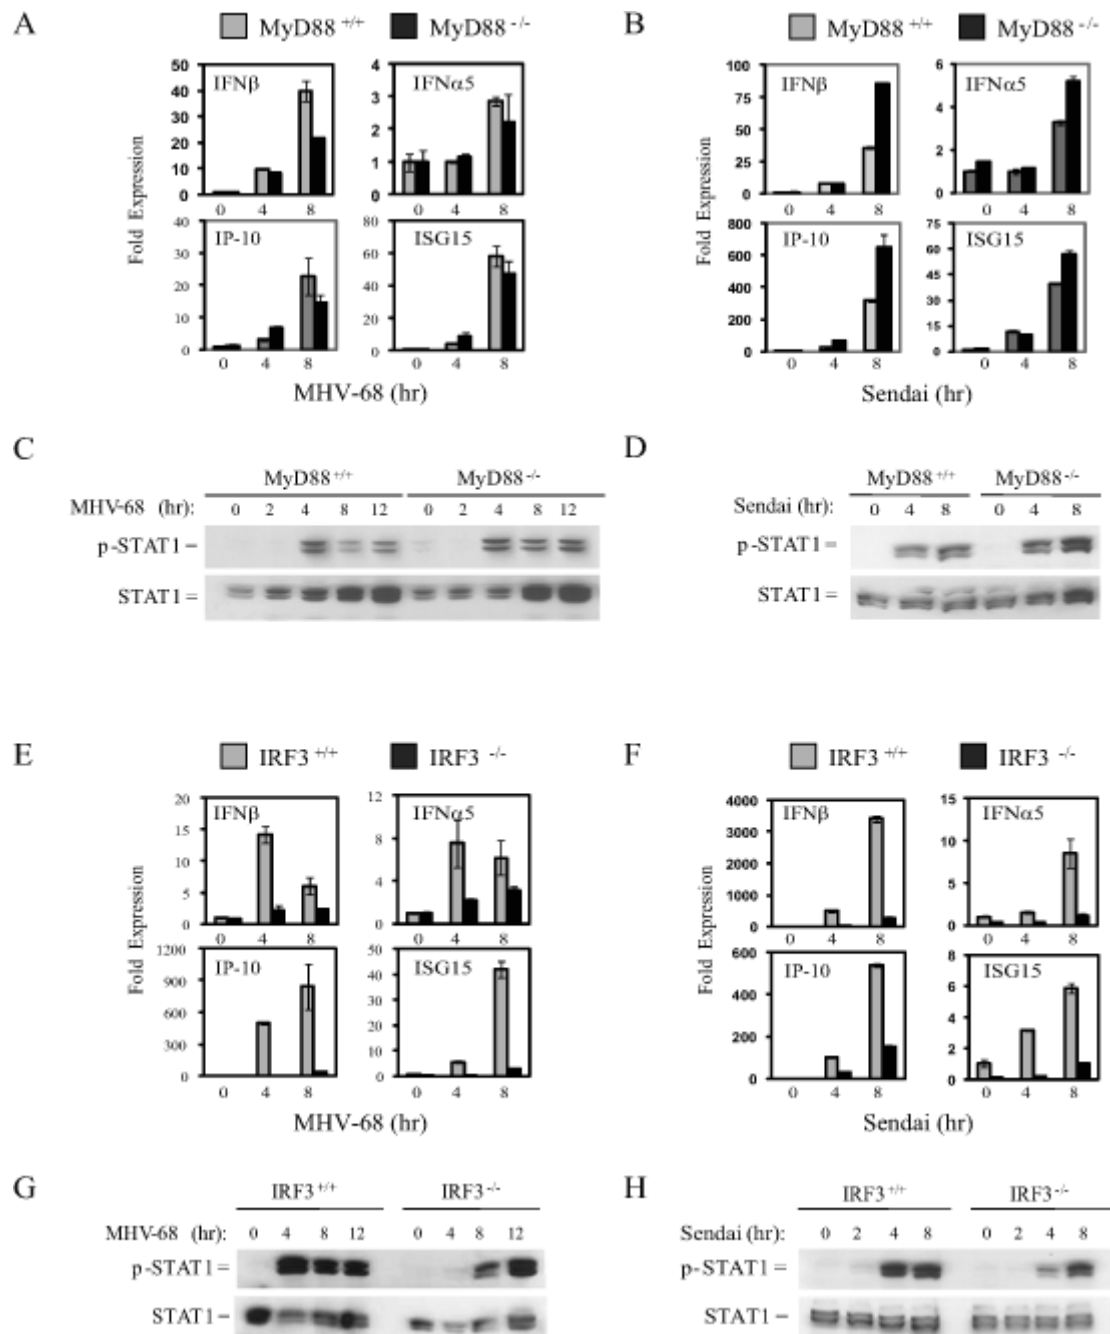 A
MyD88 +/+ MyD88 -/-
Fold Expression
IFNβ
50
40
30
20
10
0
0 4 8
IFNα5
4
3
2
1
0
0 4 8
IP-10
40
30
20
10
0
0 4 8
ISG15
80
60
40
20
0
0 4 8
MHV-68 (hr)
B
MyD88 +/+ MyD88 -/-
Fold Expression
IFNβ
100
75
50
25
0
0 4 8
IFNα5
6
4
2
0
0 4 8
IP-10
800
600
400
200
0
0 4 8
ISG15
75
60
45
30
15
0
0 4 8
Sendai (hr)
C
MyD88 +/+ MyD88 -/-
MHV-68 (hr): 0 2 4 8 12 0 2 4 8 12
p-STAT1 =
STAT1 =
D
MyD88 +/+ MyD88 -/-
Sendai (hr): 0 4 8 0 4 8
p-STAT1 =
STAT1 =
E
IRF3 +/+ IRF3 -/-
Fold Expression
IFNβ
20
15
10
5
0
0 4 8
IFNα5
12
8
4
0
0 4 8
IP-10
1200
900
600
300
0
0 4 8
ISG15
50
40
30
20
10
0
0 4 8
MHV-68 (hr)
F
IRF3 +/+ IRF3 -/-
Fold Expression
IFNβ
4000
3000
2000
1000
0
0 4 8
IFNα5
15
10
5
0
0 4 8
IP-10
600
400
200
0
0 4 8
ISG15
8
6
4
2
0
0 4 8
Sendai (hr)
G
IRF3 +/+ IRF3 -/-
MHV-68 (hr): 0 4 8 12 0 4 8 12
p-STAT1 =
STAT1 –
H
IRF3 +/+ IRF3 -/-
Sendai (hr): 0 2 4 8 0 2 4 8
p-STAT1 =
STAT1 –